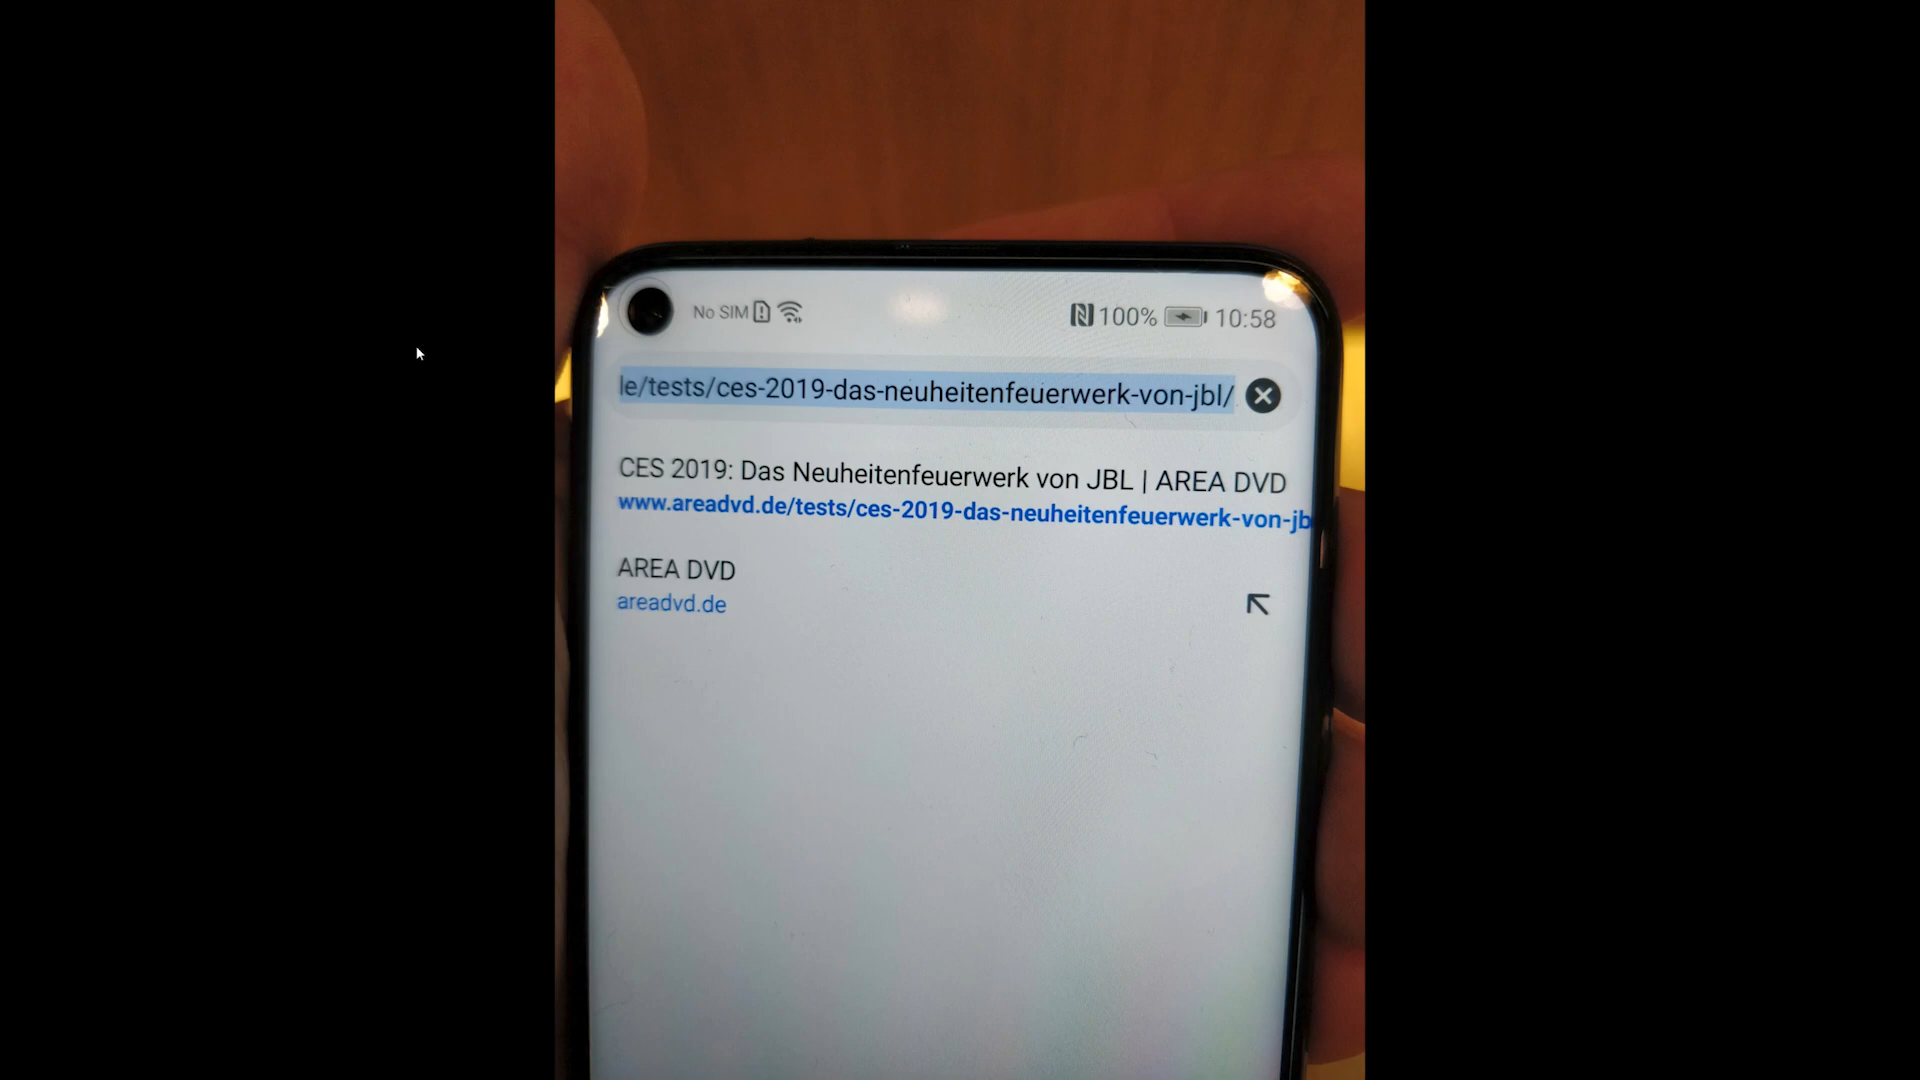 No SIM 100% 10:58
le/tests/ces-2019-das-neuheitenfeuerwerk-von-jbl/
CES 2019: Das Neuheitenfeuerwerk von JBL | AREA DVD
www.areadvd.de/tests/ces-2019-das-neuheitenfeuerwerk-von-jb
AREA DVD
areadvd.de